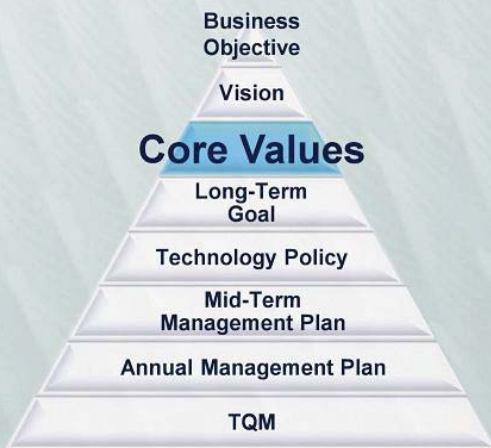 Business
Objective
Vision
Core Values
Long-Term
Goal
Technology Policy
Mid-Term
Management Plan
Annual Management Plan
TQM